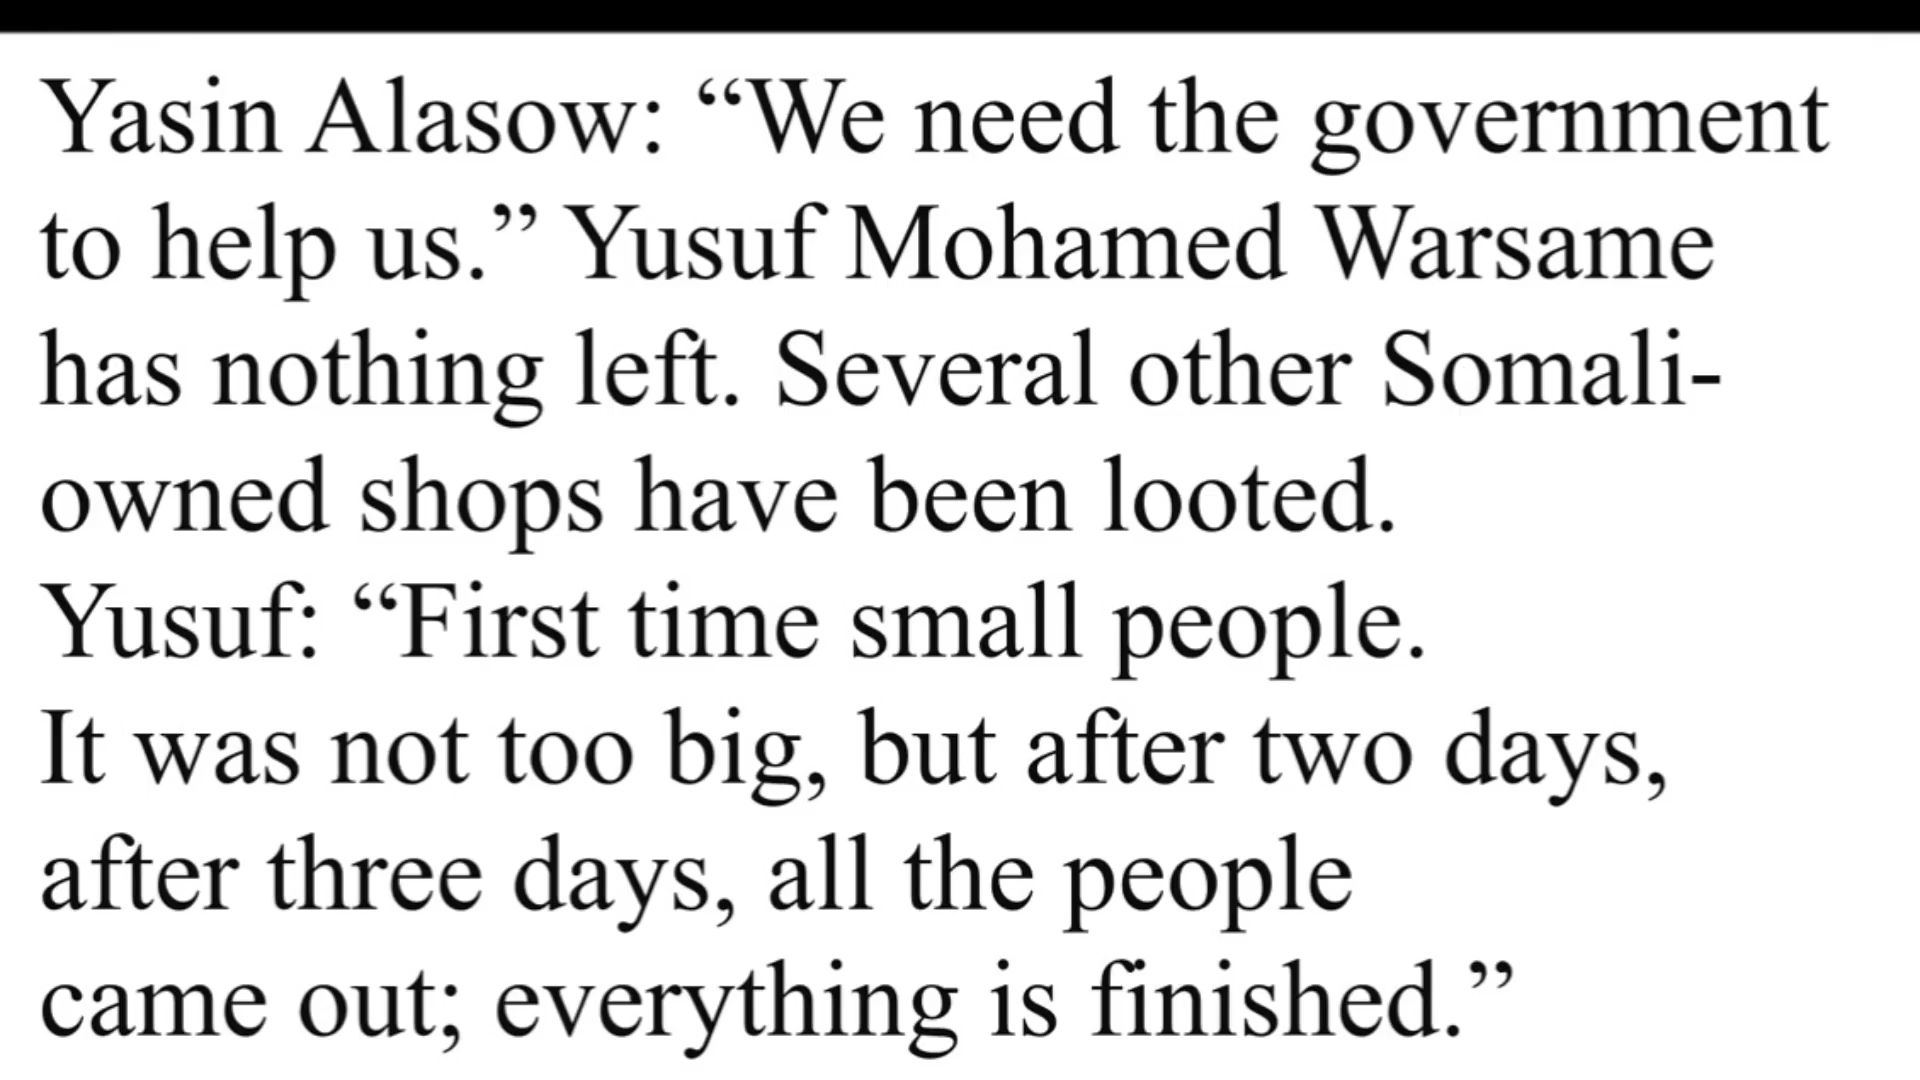 Yasin Alasow: “We need the government
to help us.” Yusuf Mohamed Warsame
has nothing left. Several other Somali-
owned shops have been looted.
Yusuf: “First time small people.
It was not too big, but after two days,
after three days, all the people
came out; everything is finished.”